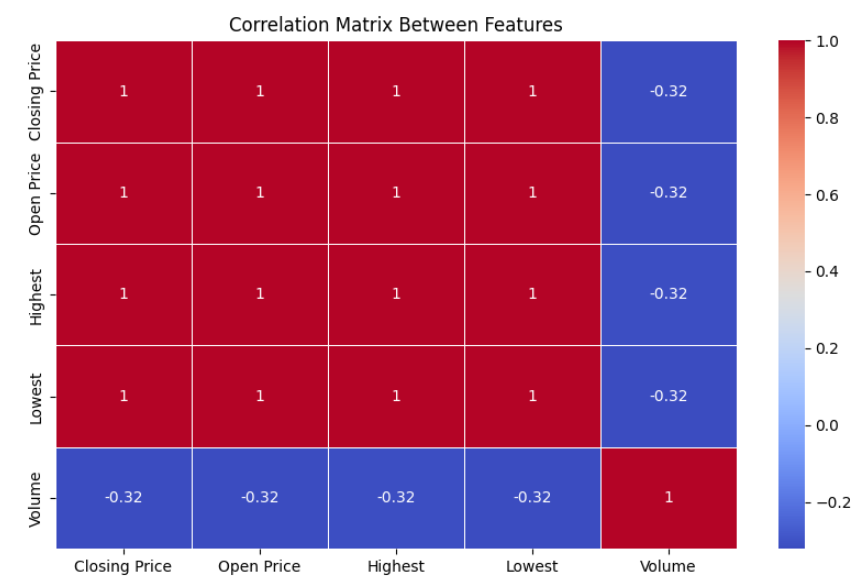 Correlation Matrix Between Features
Closing Price 1 1 1 1 -0.32
Open Price 1 1 1 1 -0.32
Highest 1 1 1 1 -0.32
Lowest 1 1 1 1 -0.32
Volume -0.32 -0.32 -0.32 -0.32 1
Closing Price Open Price Highest Lowest Volume
1.0
0.8
0.6
0.4
0.2
0.0
−0.2